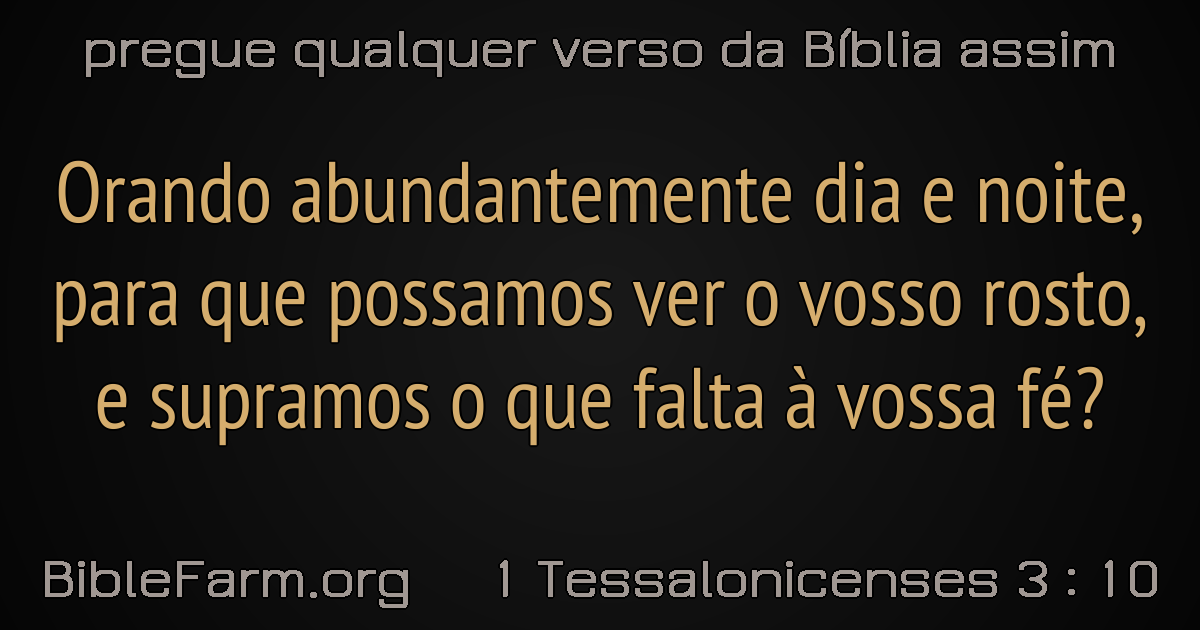 pregue qualquer verso da Bíblia assim
Orando abundantemente dia e noite,
para que possamos ver o vosso rosto,
e supramos o que falta à vossa fé?
BibleFarm.org 1 Tessalonicenses 3 : 10